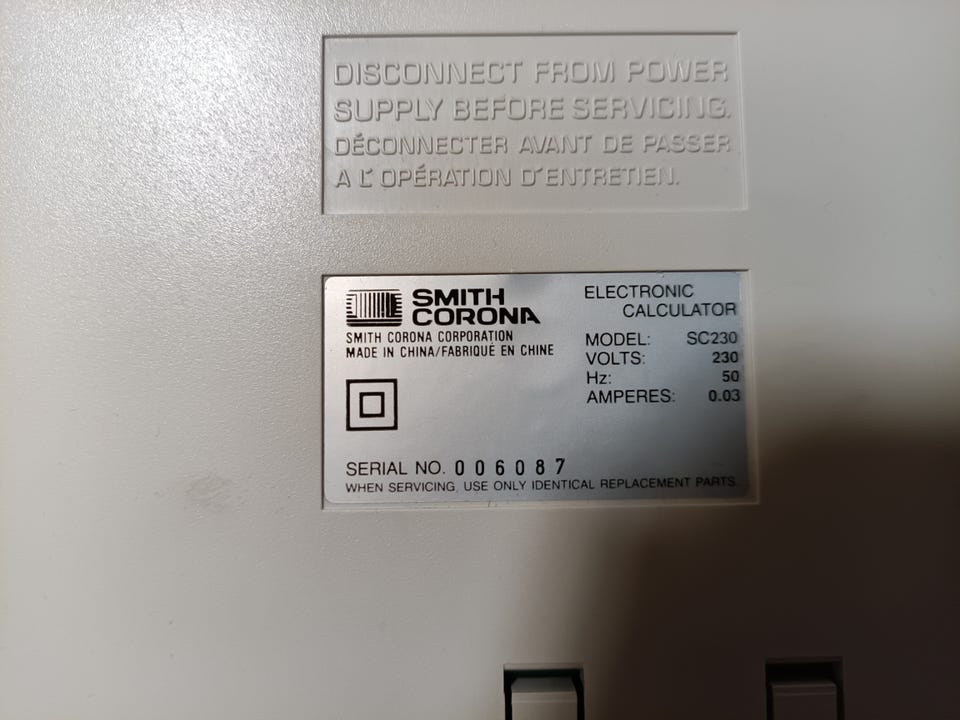 DISCONNECT FROM POWER
SUPPLY BEFORE SERVICING.
DÉCONNECTER AVANT DE PASSER
A L'OPÉRATION D'ENTRETIEN.
SMITH
CORONA
SMITH CORONA CORPORATION
MADE IN CHINA/FABRIQUÉ EN CHINE
ELECTRONIC
CALCULATOR
MODEL: SC230
VOLTS: 230
Hz: 50
AMPERES: 0.03
SERIAL NO. 006087
WHEN SERVICING, USE ONLY IDENTICAL REPLACEMENT PARTS.